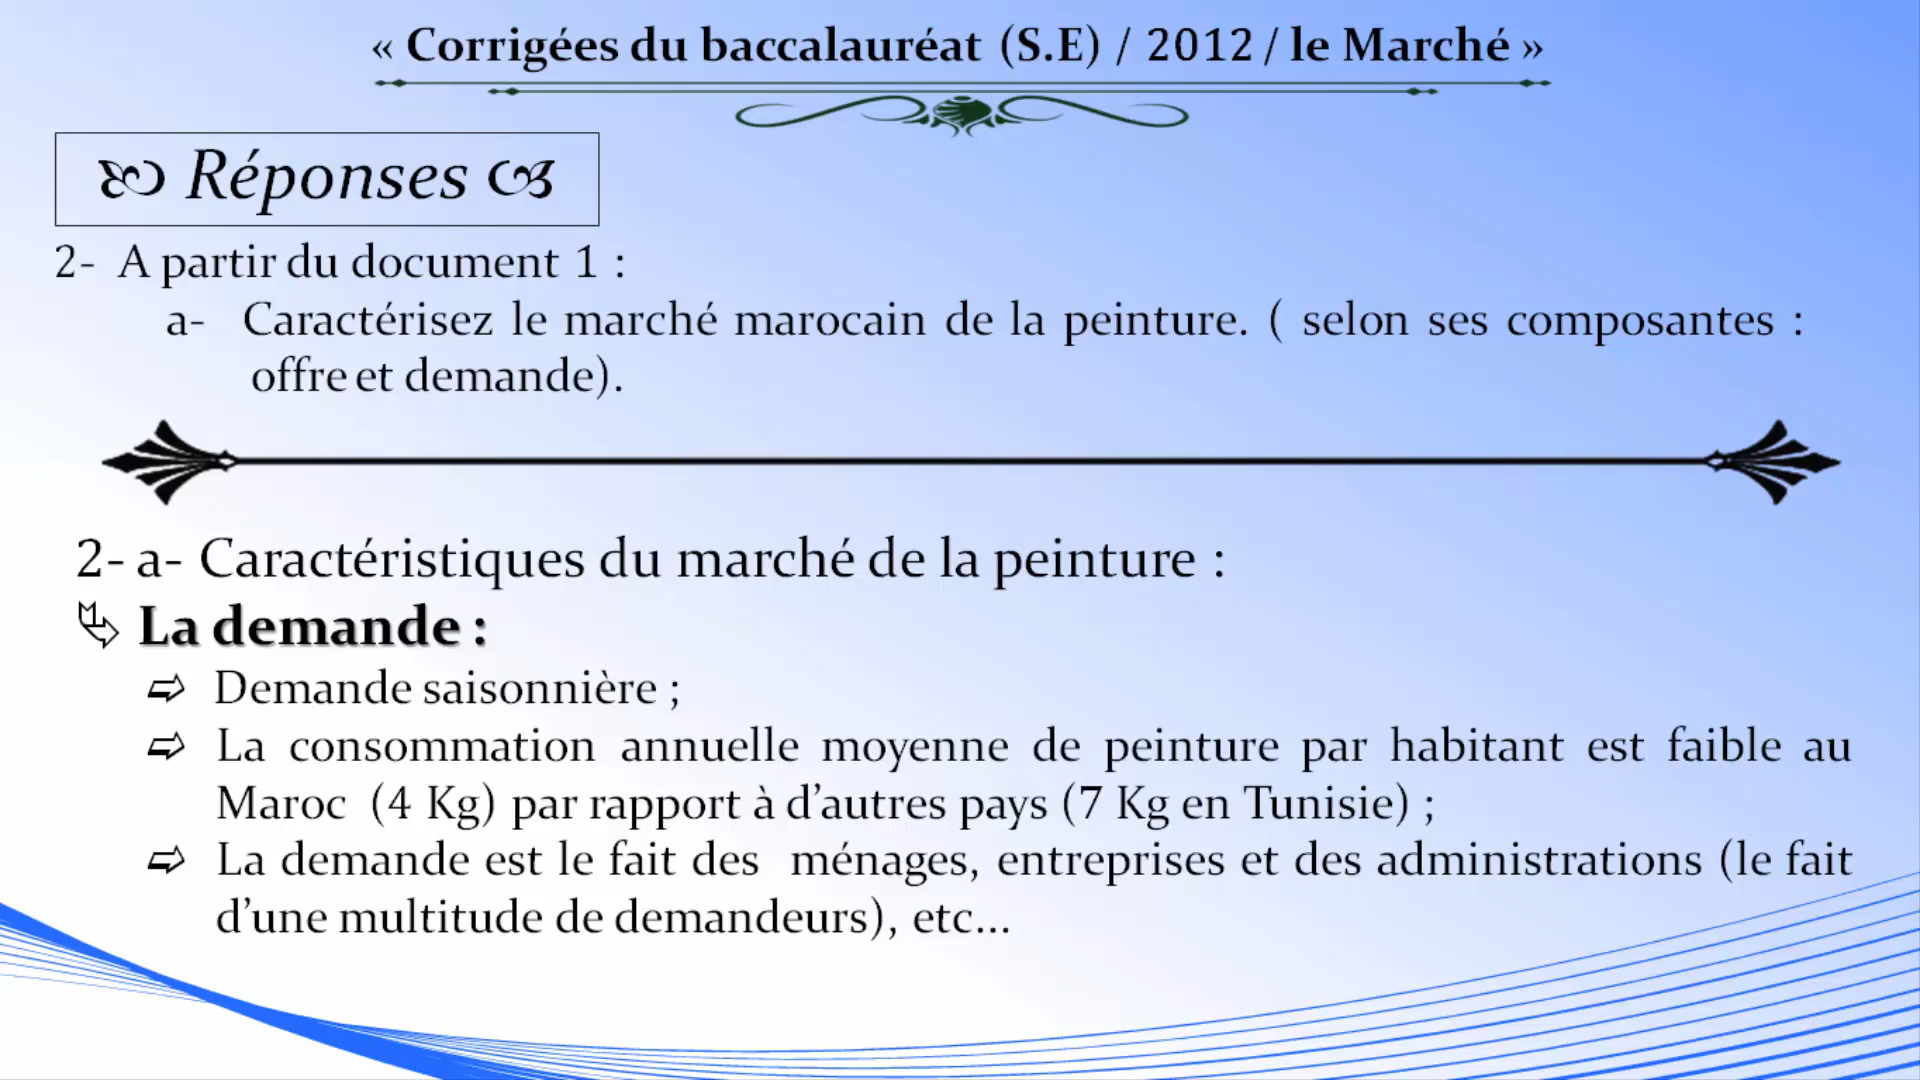 « Corrigées du baccalauréat (S.E) / 2012 / le Marché »
Réponses
2- A partir du document 1 :
a- Caractérisez le marché marocain de la peinture. ( selon ses composantes :
offre et demande).
2- a- Caractéristiques du marché de la peinture :
La demande :
Demande saisonnière ;
La consommation annuelle moyenne de peinture par habitant est faible au
Maroc (4 Kg) par rapport à d’autres pays (7 Kg en Tunisie) ;
La demande est le fait des ménages, entreprises et des administrations (le fait
d’une multitude de demandeurs), etc…